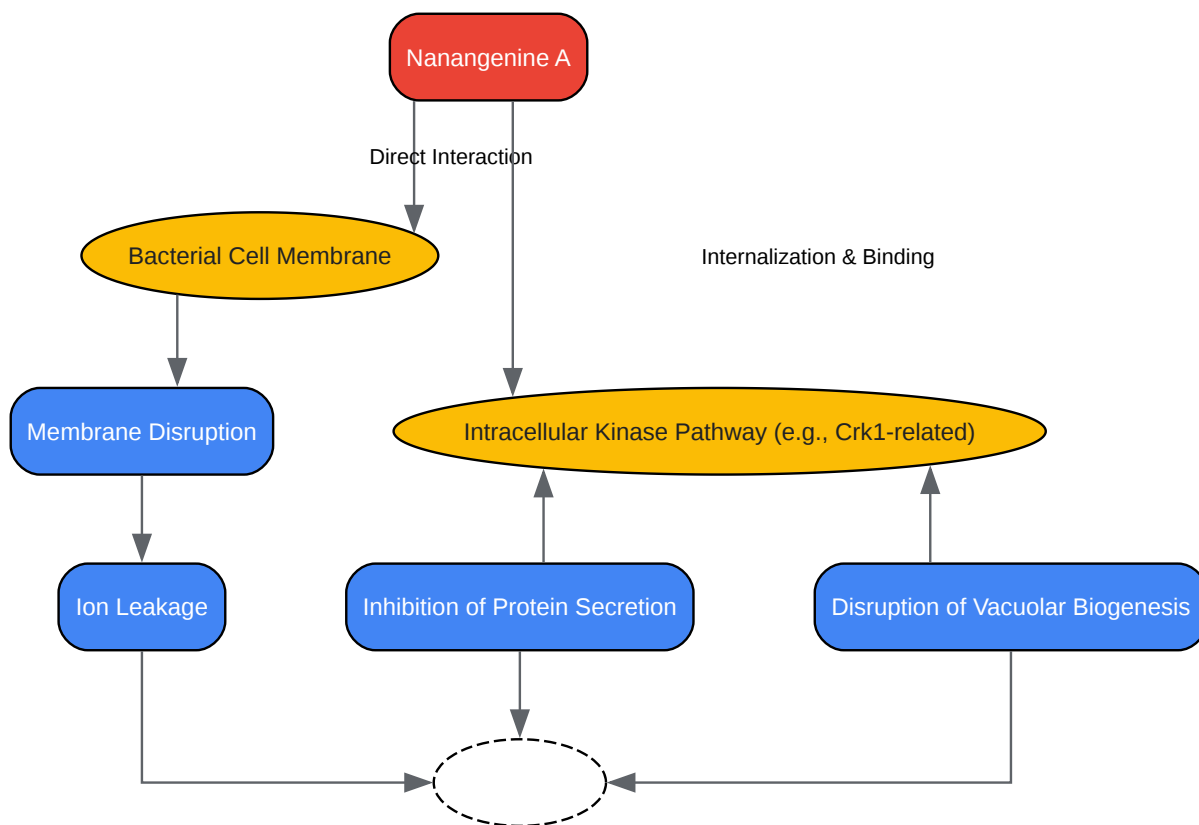 Nanangenine A
Direct Interaction
Bacterial Cell Membrane
Internalization & Binding
Membrane Disruption
Intracellular Kinase Pathway (e.g., Crk1-related)
Ion Leakage
Inhibition of Protein Secretion
Disruption of Vacuolar Biogenesis